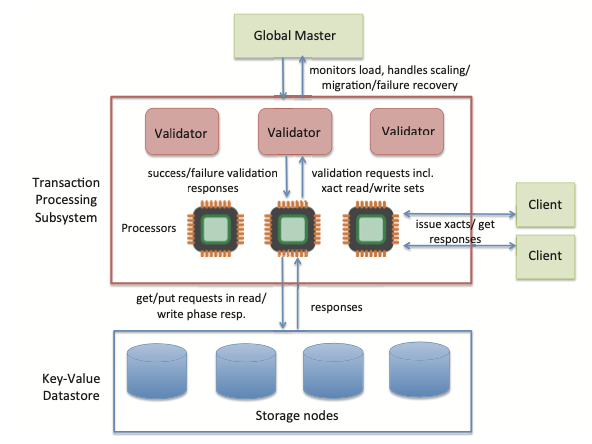 Global Master
monitors load, handles scaling/
migration/failure recovery
Validator
Validator
Validator
success/failure validation
responses
validation requests incl.
xact read/write sets
Transaction
Processing
Subsystem
Processors
Client
issue xacts/ get
responses
Client
get/put requests in read/
write phase resp.
responses
Key-Value
Datastore
Storage nodes